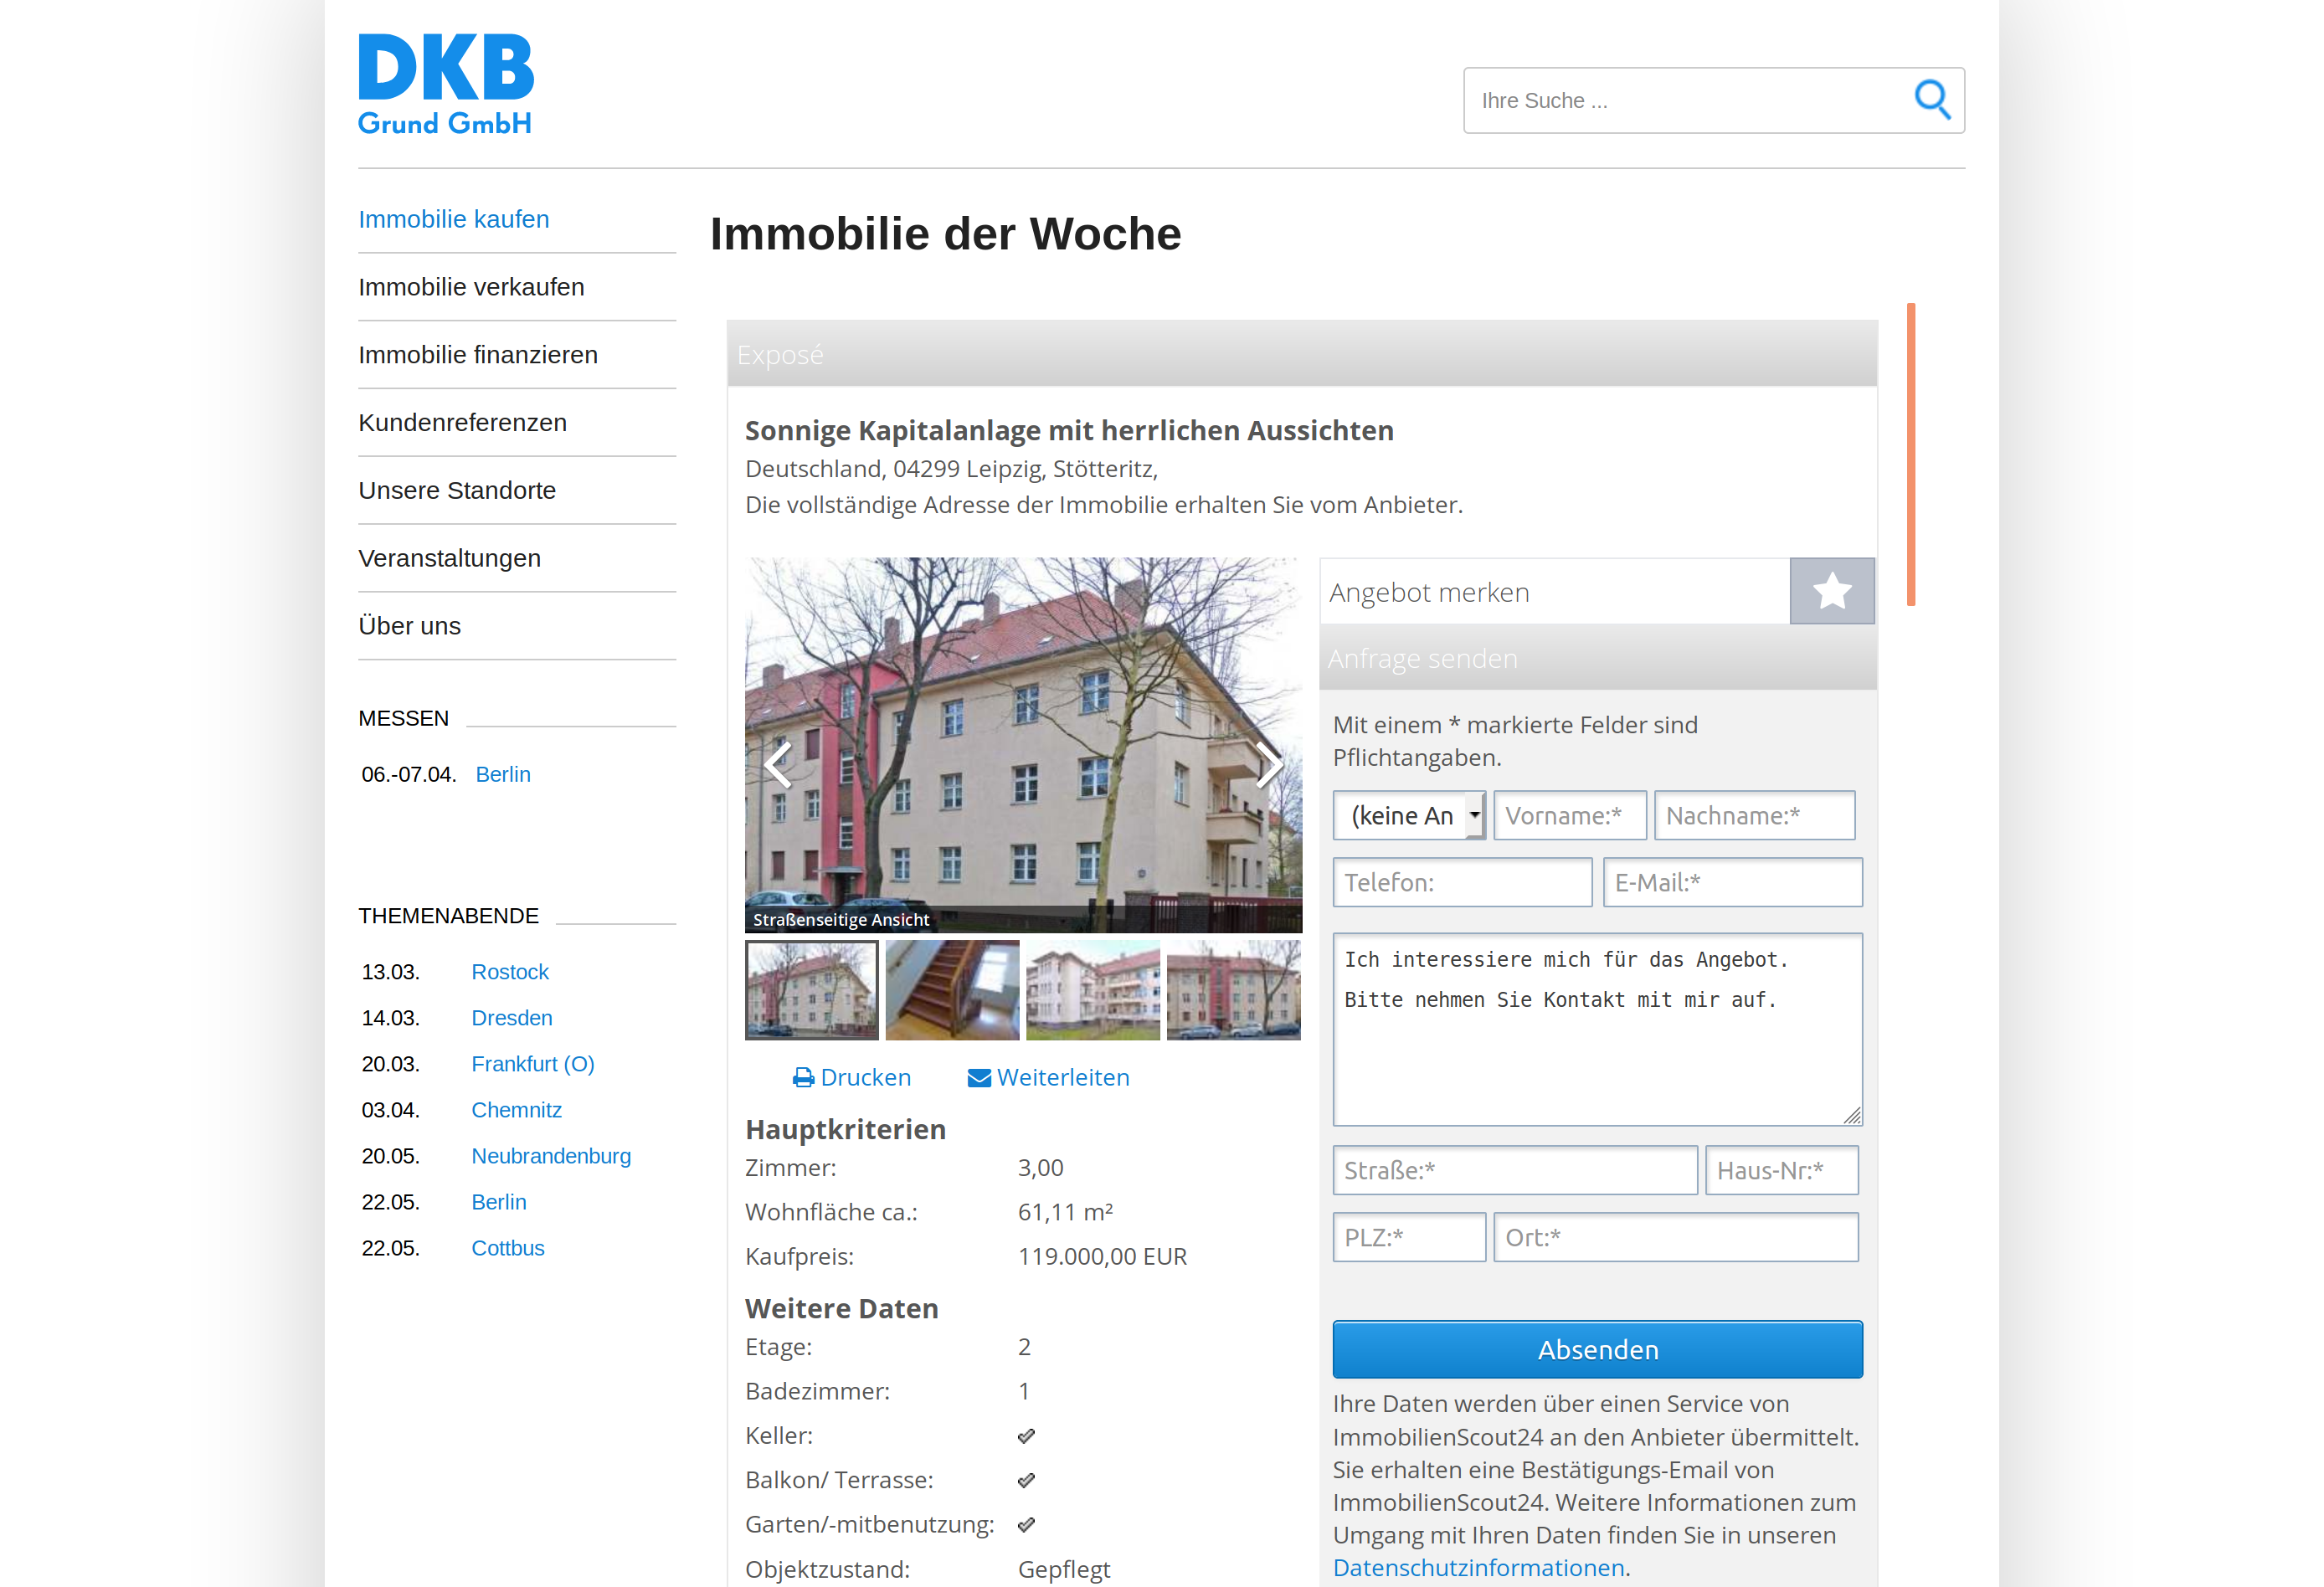 DKB
Grund GmbH
Ihre Suche ...
Immobilie kaufen
Immobilie verkaufen
Immobilie finanzieren
Kundenreferenzen
Unsere Standorte
Veranstaltungen
Über uns
MESSEN
06.-07.04. Berlin
THEMENABENDE
13.03. Rostock
14.03. Dresden
20.03. Frankfurt (O)
03.04. Chemnitz
20.05. Neubrandenburg
22.05. Berlin
22.05. Cottbus
Immobilie der Woche
Exposé
Sonnige Kapitalanlage mit herrlichen Aussichten
Deutschland, 04299 Leipzig, Stötteritz,
Die vollständige Adresse der Immobilie erhalten Sie vom Anbieter.
Straßenseitige Ansicht
Drucken Weiterleiten
Hauptkriterien
Zimmer: 3,00
Wohnfläche ca.: 61,11 m²
Kaufpreis: 119.000,00 EUR
Weitere Daten
Etage: 2
Badezimmer: 1
Keller:
Balkon/ Terrasse:
Garten/-mitbenutzung:
Objektzustand: Gepflegt
Angebot merken
Anfrage senden
Mit einem * markierte Felder sind
Pflichtangaben.
(keine An Vorname:* Nachname:*
Telefon: E-Mail:*
Ich interessiere mich für das Angebot.
Bitte nehmen Sie Kontakt mit mir auf.
Straße:* Haus-Nr:*
PLZ:* Ort:*
Absenden
Ihre Daten werden über einen Service von
ImmobilienScout24 an den Anbieter übermittelt.
Sie erhalten eine Bestätigungs-Email von
ImmobilienScout24. Weitere Informationen zum
Umgang mit Ihren Daten finden Sie in unseren
Datenschutzinformationen.